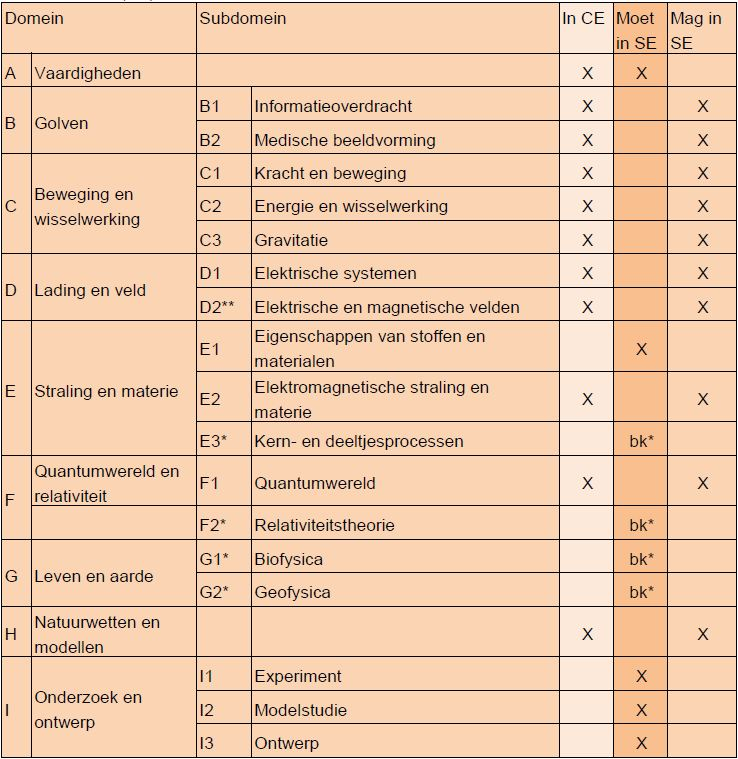 Domein Subdomein In CE Moet in SE Mag in SE
A Vaardigheden X X
B Golven B1 Informatieoverdracht X X
B2 Medische beeldvorming X X
C Beweging en wisselwerking C1 Kracht en beweging X X
C2 Energie en wisselwerking X X
C3 Gravitatie X X
D Lading en veld D1 Elektrische systemen X X
D2** Elektrische en magnetische velden X X
E Straling en materie E1 Eigenschappen van stoffen en materialen X
E2 Elektromagnetische straling en materie X X
E3* Kern- en deeltjesprocessen bk*
F Quantumwereld en relativiteit F1 Quantumwereld X X
F2* Relativiteitstheorie bk*
G Leven en aarde G1* Biofysica bk*
G2* Geofysica bk*
H Natuurwetten en modellen X X
I Onderzoek en ontwerp I1 Experiment X
I2 Modelstudie X
I3 Ontwerp X